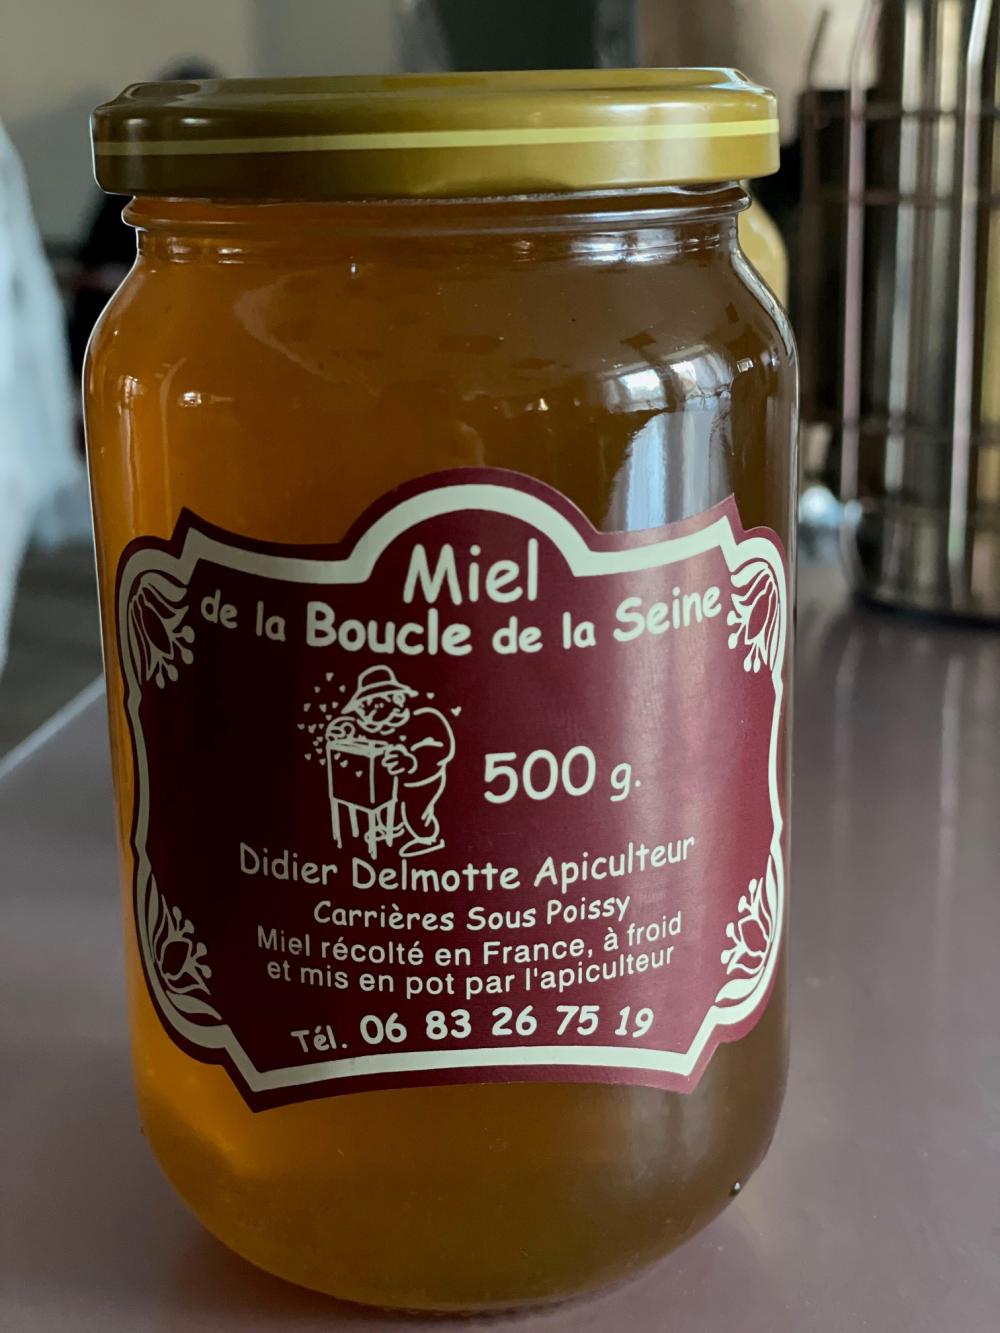 Miel
de la Boucle de la Seine
500 g.
Didier Delmotte Apiculteur
Carrières Sous Poissy
Miel récolté en France, à froid
et mis en pot par l'apiculteur
Tél. 06 83 26 75 19